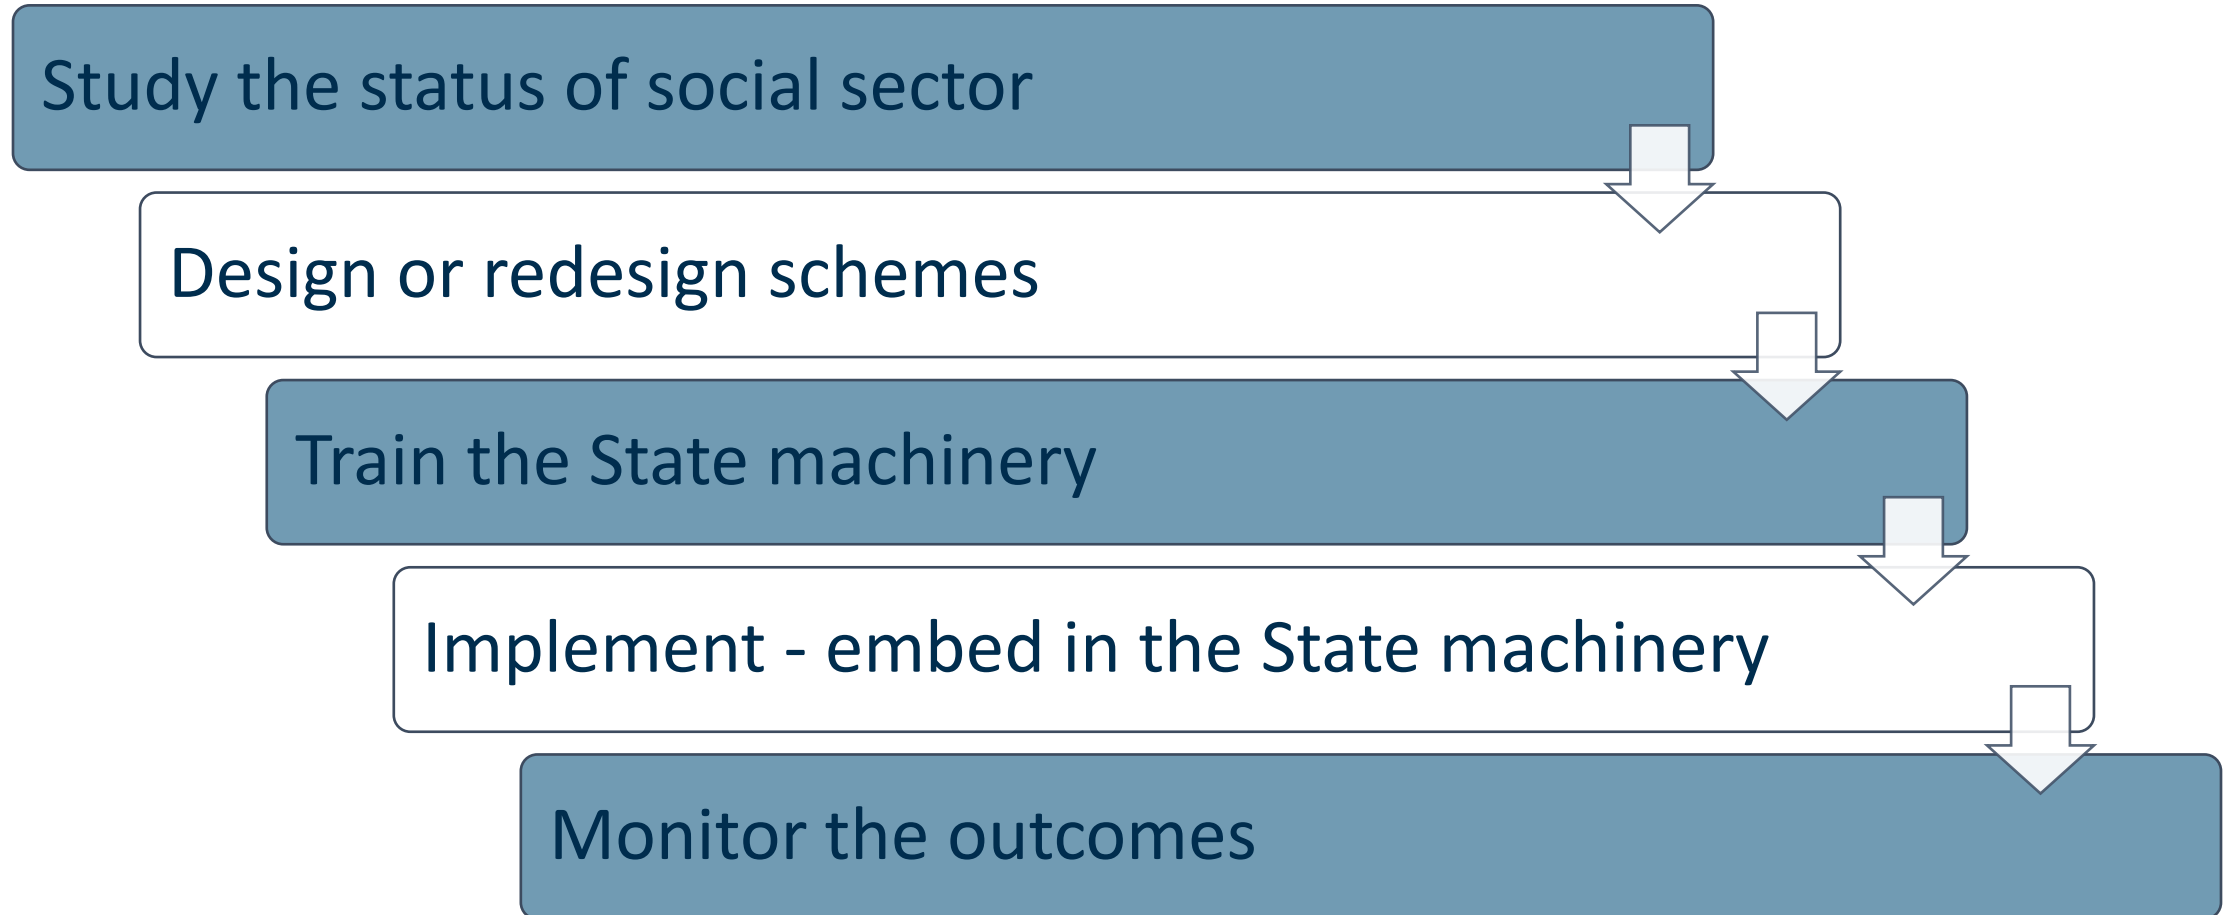 Study the status of social sector
Design or redesign schemes
Train the State machinery
Implement - embed in the State machinery
Monitor the outcomes